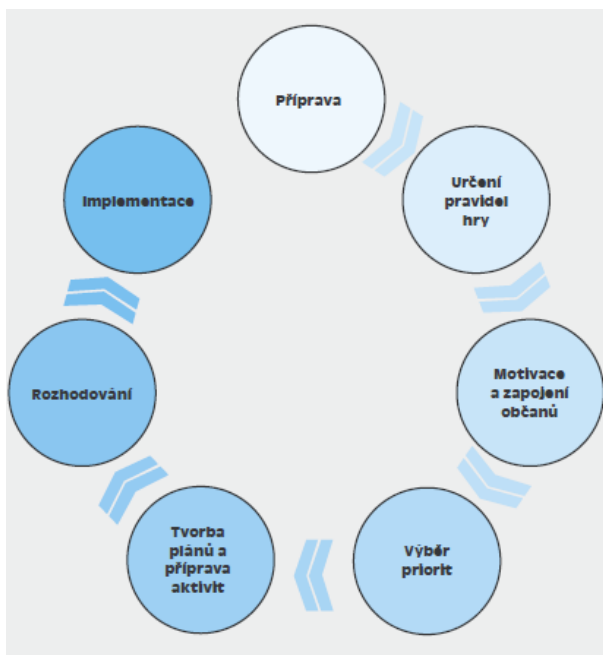 Příprava
Určení
pravidel
hry
Motivace
a zapojení
občanů
Výběr
priorit
Tvorba
plánů a
příprava
aktivit
Rozhodování
Implementace